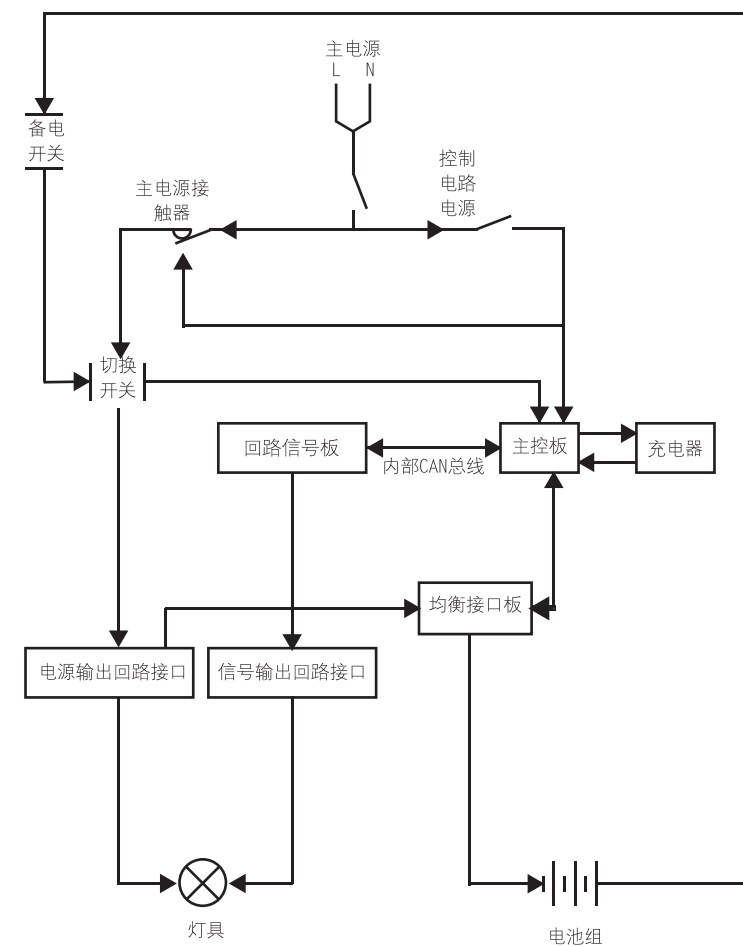 主电源
L N
备电
开关
控制
电路
电源
主电源接
触器
切换
开关
回路信号板
主控板
充电器
内部CAN总线
均衡接口板
电源输出回路接口
信号输出回路接口
灯具
电池组